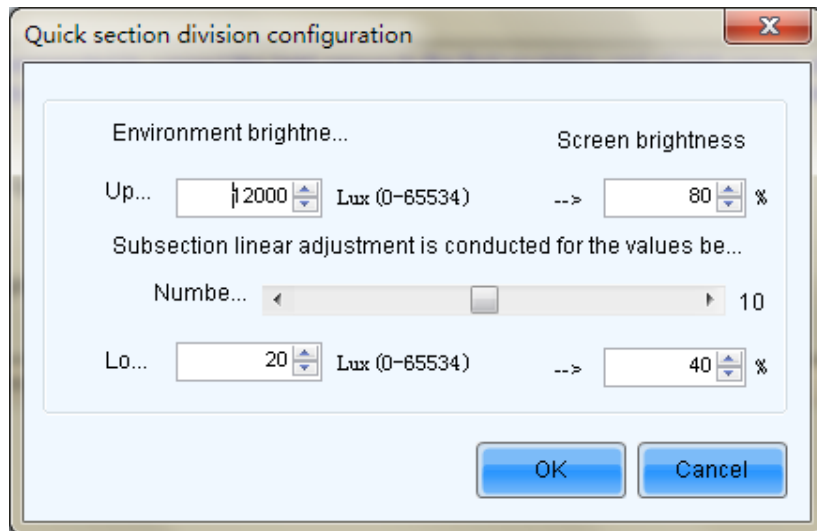 Quick section division configuration
x
Environment brightne... Screen brightness
Up... 12000 Lux (0-65534) --> 80 %
Subsection linear adjustment is conducted for the values be...
Numbe... 10
Lo... 20 Lux (0-65534) --> 40 %
OK Cancel